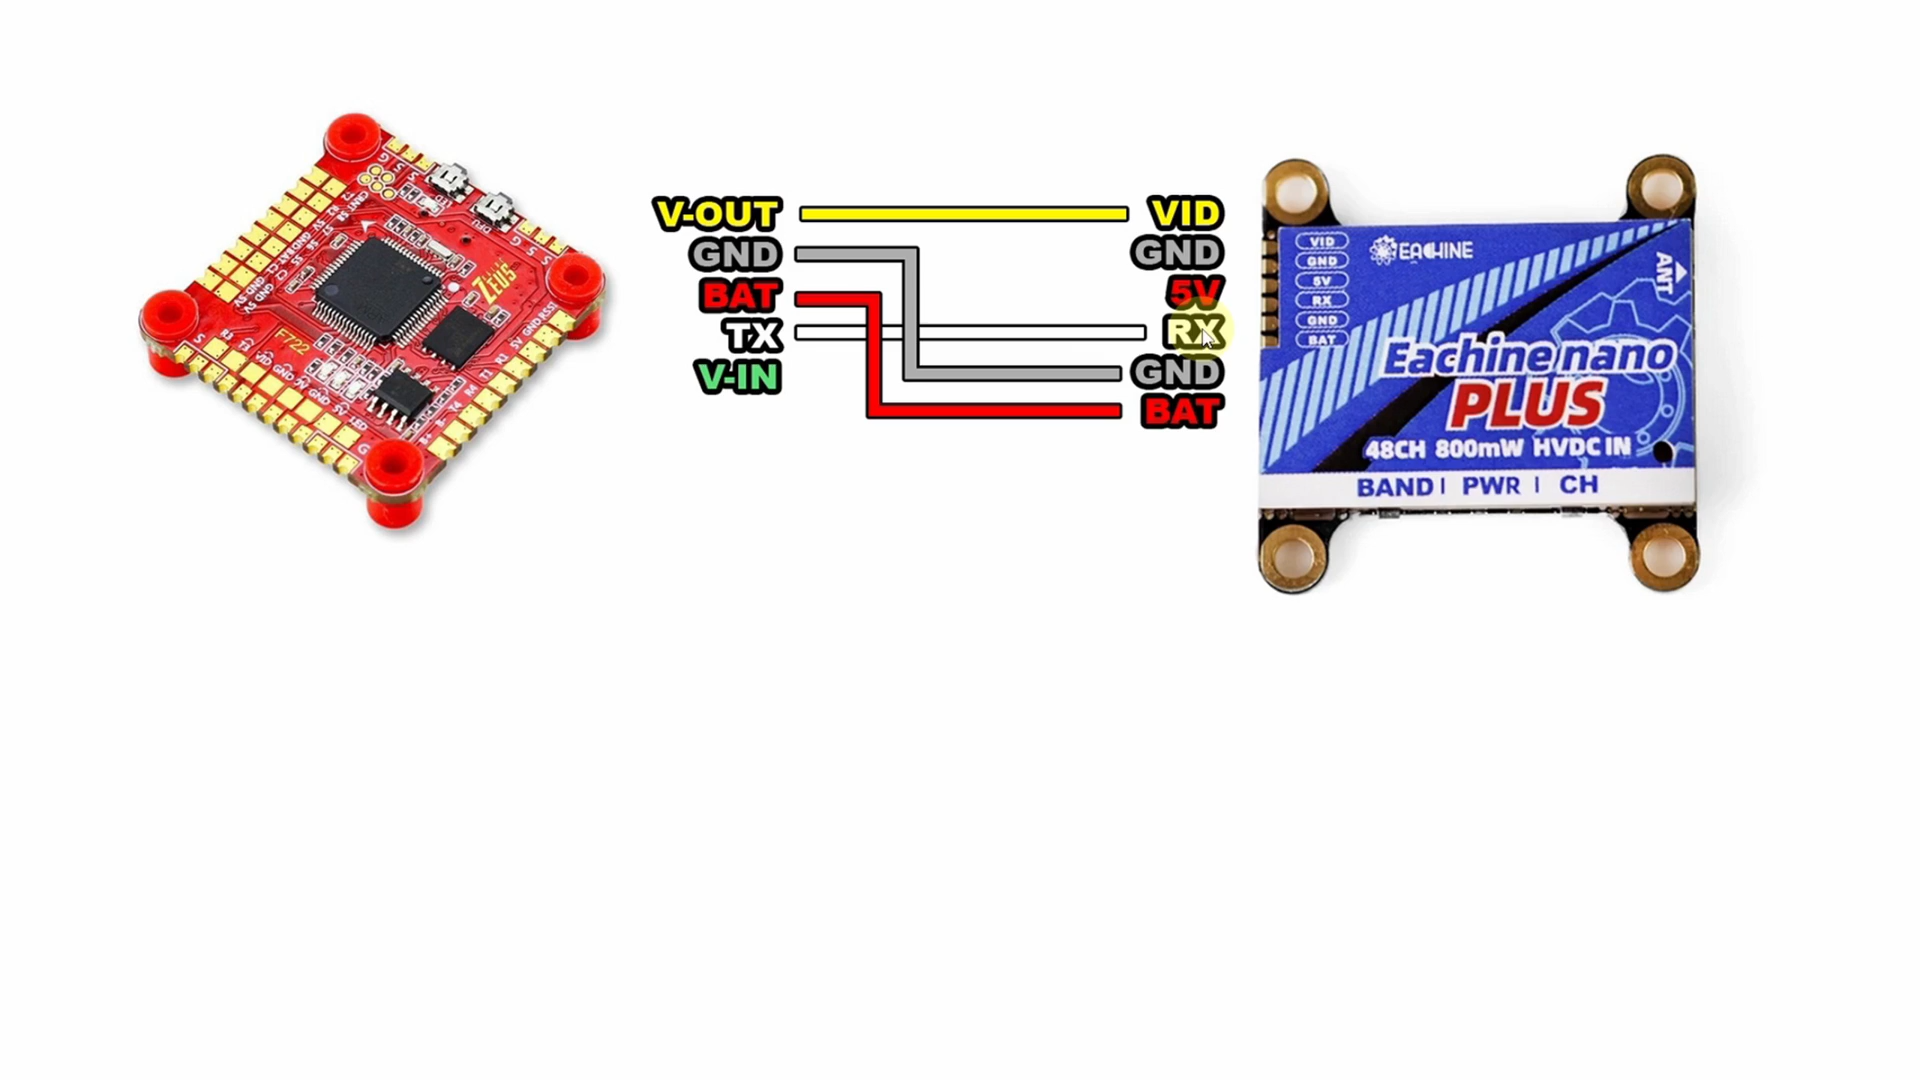 V-OUT
GND
BAT
TX
V-IN
VID
GND
5V
RX
GND
BAT
ZEUS
F722
VID
GND
5V
RX
GND
BAT
EACHINE
ANT
Eachine nano
PLUS
48CH 800mW HVDC IN
BAND | PWR | CH